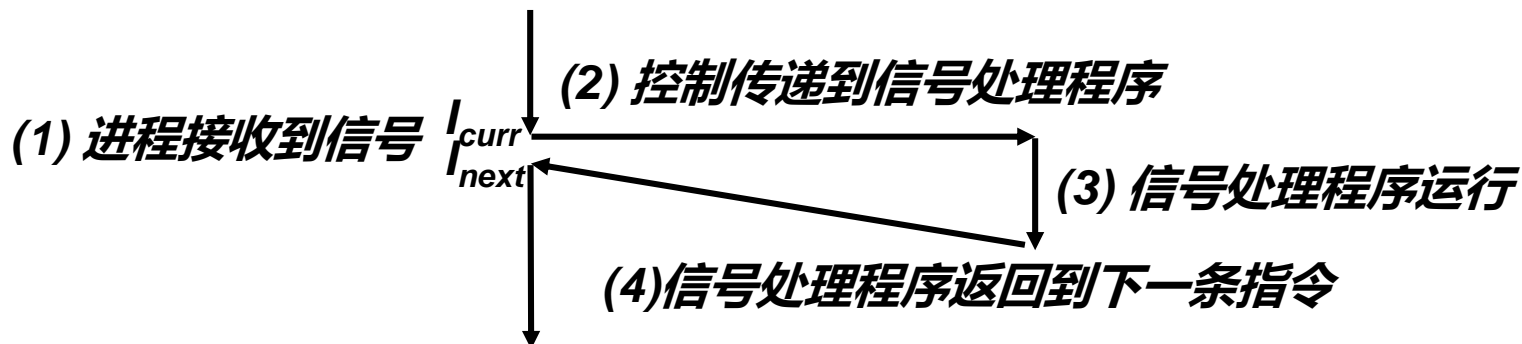 (2) 控制传递到信号处理程序
(1) 进程接收到信号 I_curr
I_next
(3) 信号处理程序运行
(4)信号处理程序返回到下一条指令